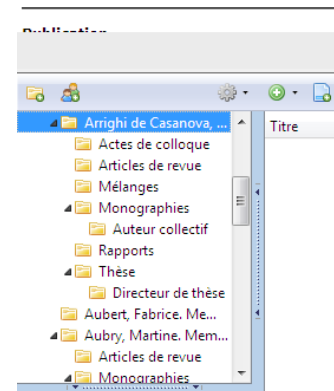 Publication
Titre
Arrighi de Casanova, ...
Actes de colloque
Articles de revue
Mélanges
Monographies
Auteur collectif
Rapports
Thèse
Directeur de thèse
Aubert, Fabrice. Me...
Aubry, Martine. Mem...
Articles de revue
Monographies